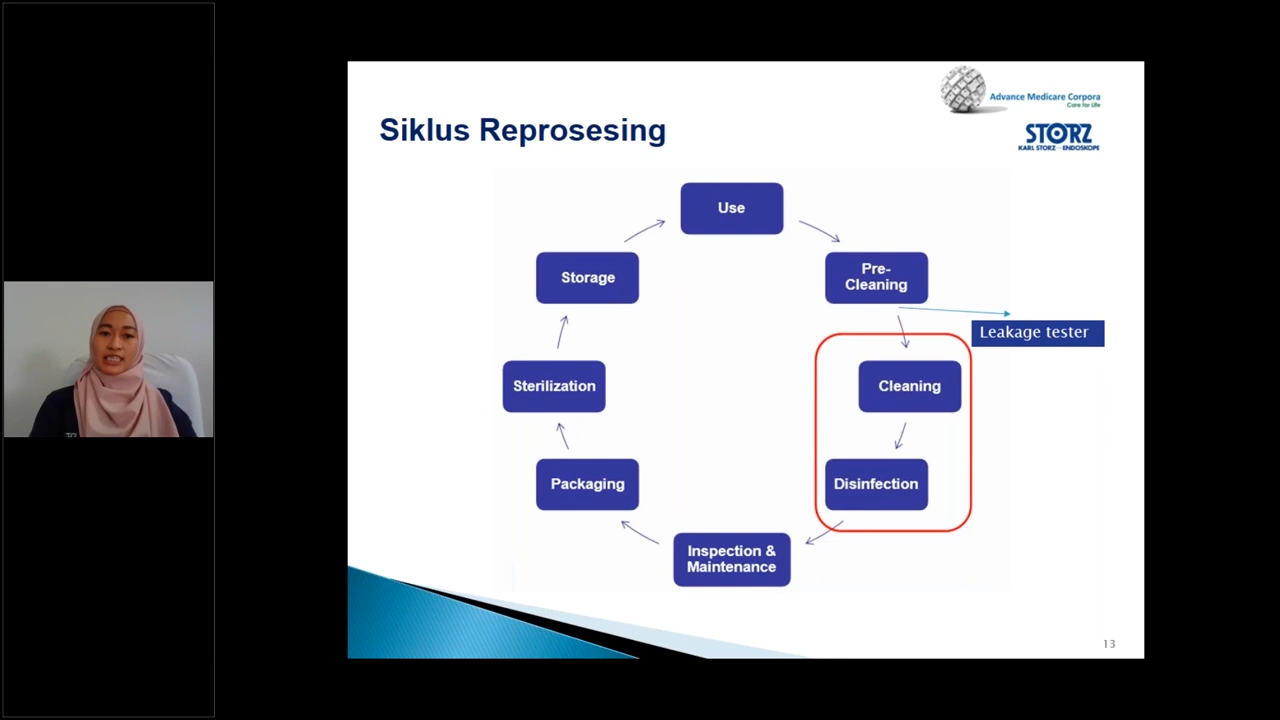 Advance Medicare Corpora
Care for Life
Siklus Reprosesing
STORZ
KARL STORZ—ENDOSKOPE
Use
Storage
Pre-
Cleaning
Leakage tester
Sterilization
Cleaning
Packaging
Disinfection
Inspection &
Maintenance
13